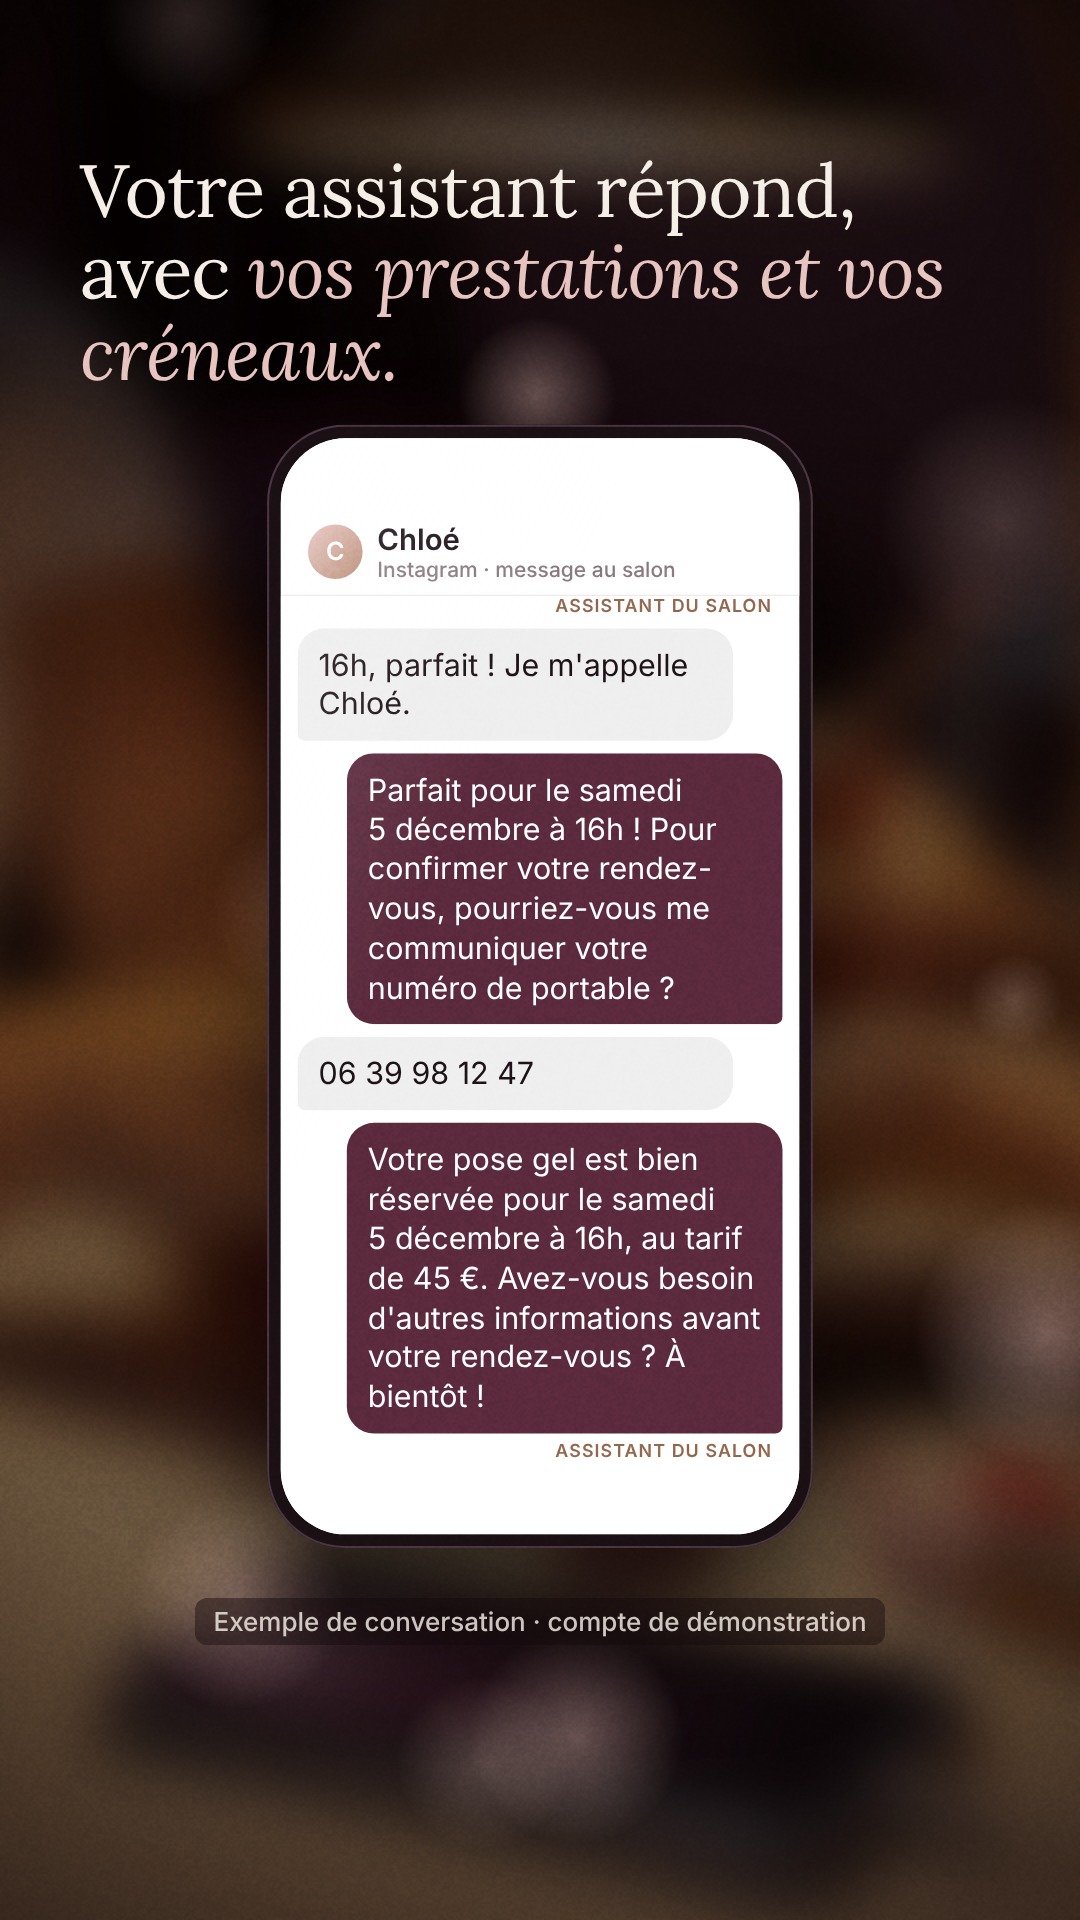 Votre assistant répond,
avec vos prestations et vos
créneaux.
C
Chloé
Instagram · message au salon
ASSISTANT DU SALON
16h, parfait ! Je m'appelle
Chloé.
Parfait pour le samedi
5 décembre à 16h ! Pour
confirmer votre rendez-
vous, pourriez-vous me
communiquer votre
numéro de portable ?
06 39 98 12 47
Votre pose gel est bien
réservée pour le samedi
5 décembre à 16h, au tarif
de 45 €. Avez-vous besoin
d'autres informations avant
votre rendez-vous ? À
bientôt !
ASSISTANT DU SALON
Exemple de conversation · compte de démonstration